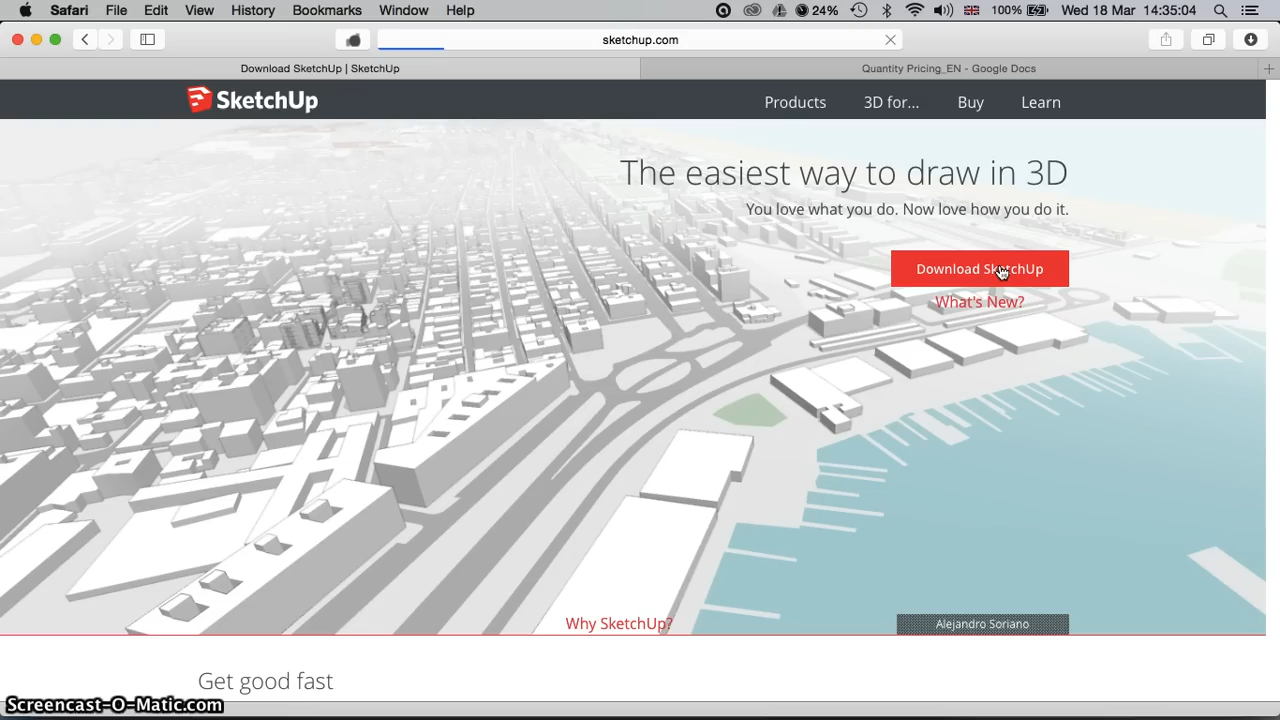 Safari File Edit View History Bookmarks Window Help 24% 100% Wed 18 Mar 14:35:04
sketchup.com
Download SketchUp | SketchUp Quantity Pricing_EN - Google Docs
SketchUp Products 3D for... Buy Learn
The easiest way to draw in 3D
You love what you do. Now love how you do it.
Download SketchUp
What's New?
Why SketchUp? Alejandro Soriano
Get good fast
Screencast-O-Matic.com